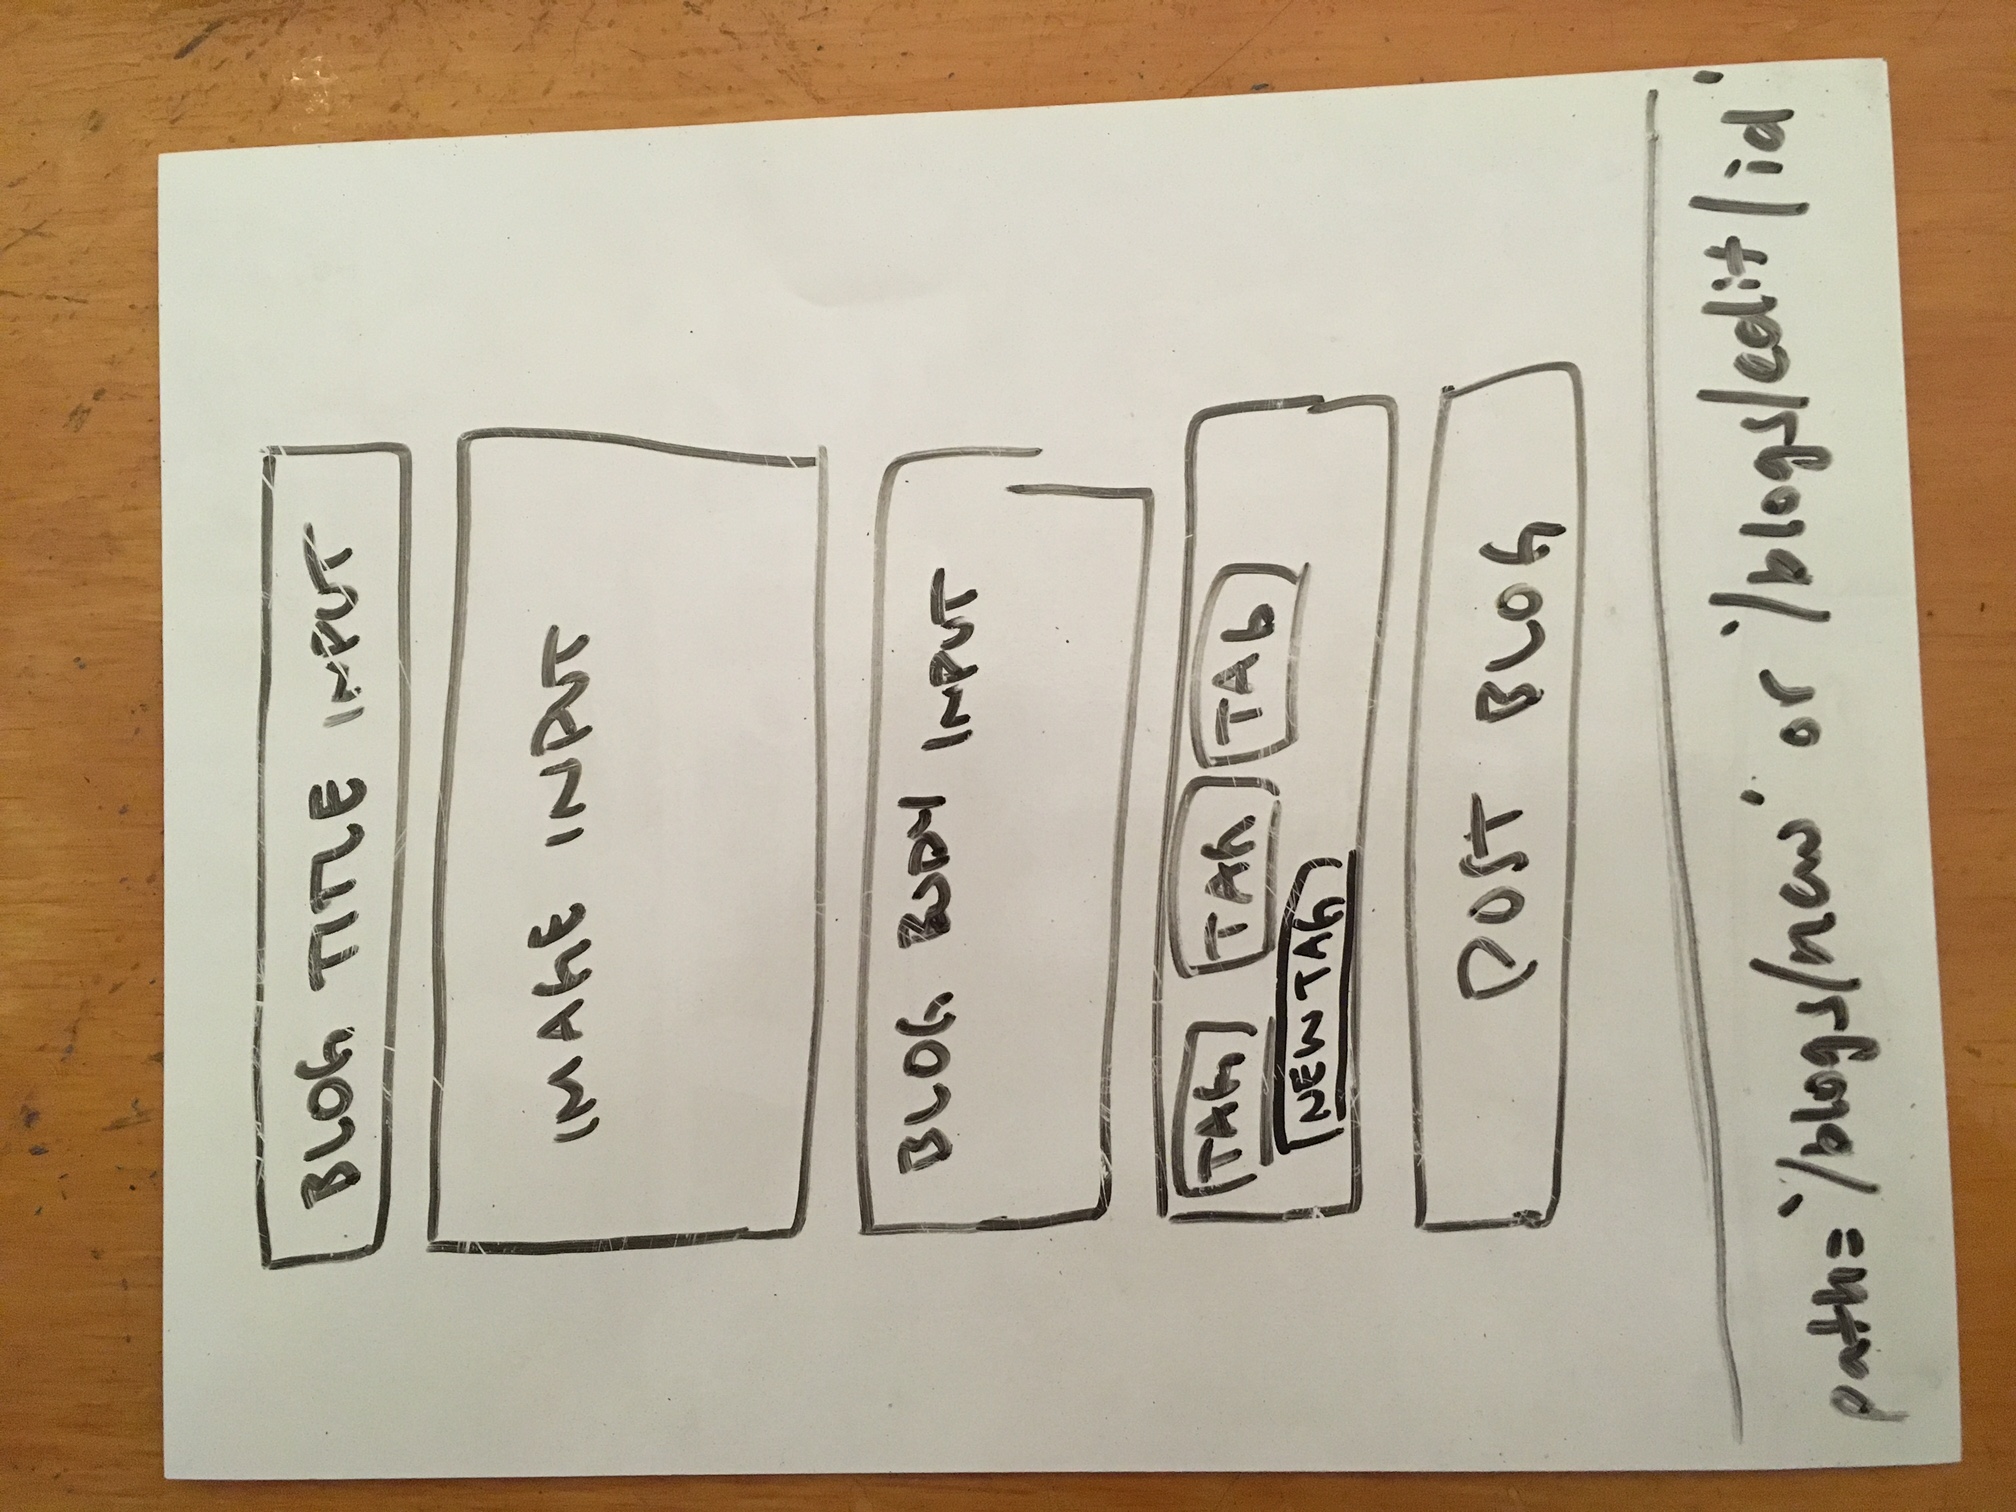 BLOG TITLE INPUT
IMAGE INPUT
BLOG BODY INPUT
TAG TAG TAG
NEW TAG
POST BLOG
path='/blogs/new' or '/blogs/edit/id'